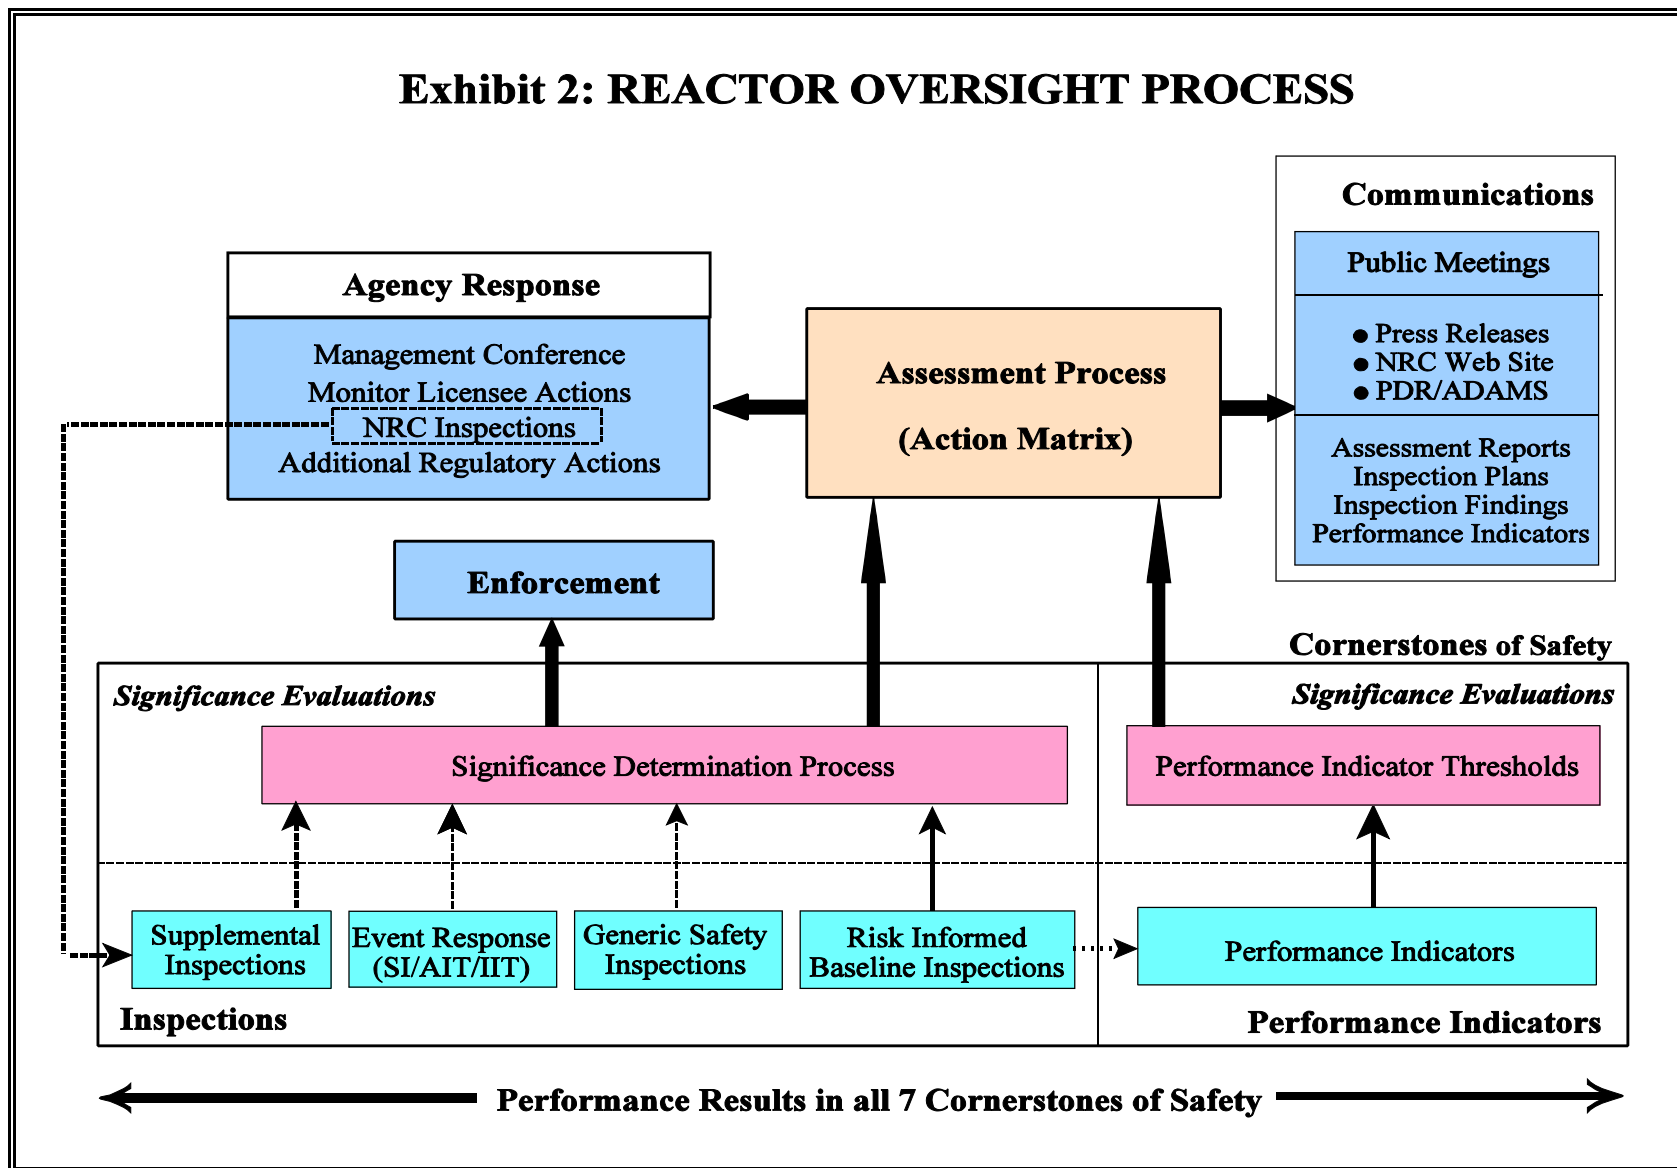 Exhibit 2: REACTOR OVERSIGHT PROCESS
Communications
Public Meetings
● Press Releases
● NRC Web Site
● PDR/ADAMS
Assessment Reports
Inspection Plans
Inspection Findings
Performance Indicators
Agency Response
Management Conference
Monitor Licensee Actions
NRC Inspections
Additional Regulatory Actions
Assessment Process
(Action Matrix)
Enforcement
Cornerstones of Safety
Significance Evaluations
Significance Evaluations
Significance Determination Process
Performance Indicator Thresholds
Supplemental
Inspections
Event Response
(SI/AIT/IIT)
Generic Safety
Inspections
Risk Informed
Baseline Inspections
Performance Indicators
Inspections
Performance Indicators
Performance Results in all 7 Cornerstones of Safety